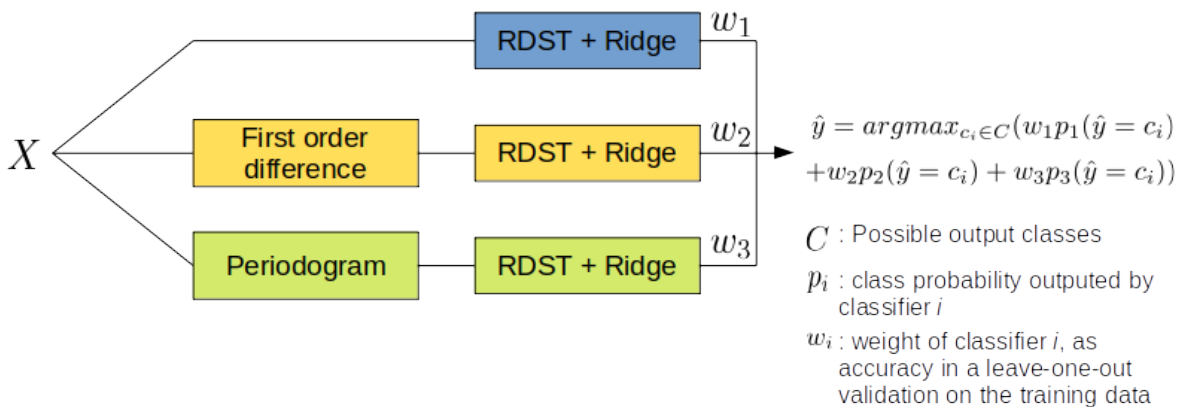 RDST + Ridge
w₁
X
First order
difference
RDST + Ridge
w₂
Periodogram
RDST + Ridge
w₃
ŷ = argmax_{c_i∈C}(w₁p₁(ŷ = c_i)
+w₂p₂(ŷ = c_i) + w₃p₃(ŷ = c_i))
C : Possible output classes
p_i : class probability outputed by
classifier i
w_i : weight of classifier i, as
accuracy in a leave-one-out
validation on the training data